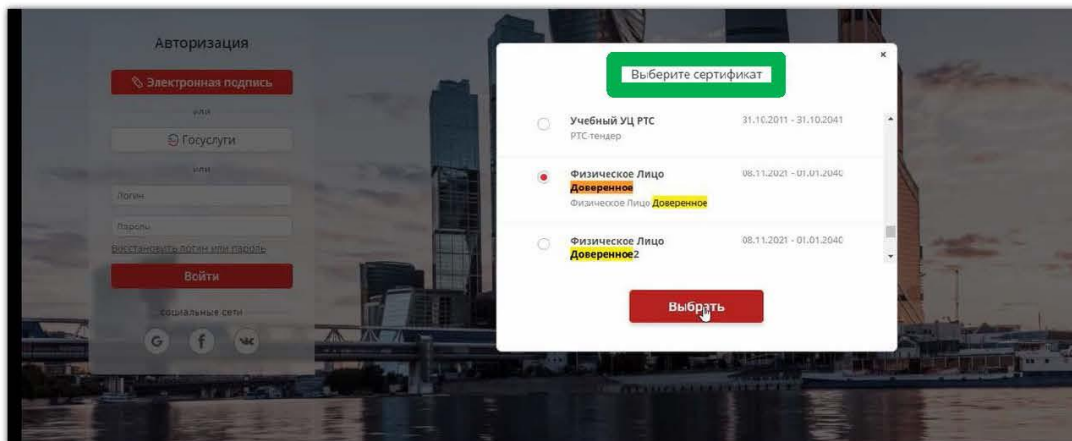 Авторизация
Электронная подпись
или
Госуслуги
или
Логин
Пароль
Восстановить логин или пароль
Войти
социальные сети
G f
Выберите сертификат
×
Учебный УЦ РТС 31.10.2011 - 31.10.2041
РТС-тендер
Физическое Лицо 08.11.2021 - 01.01.2040
Доверенное
Физическое Лицо Доверенное
Физическое Лицо 08.11.2021 - 01.01.2040
Доверенное2
Выбрать